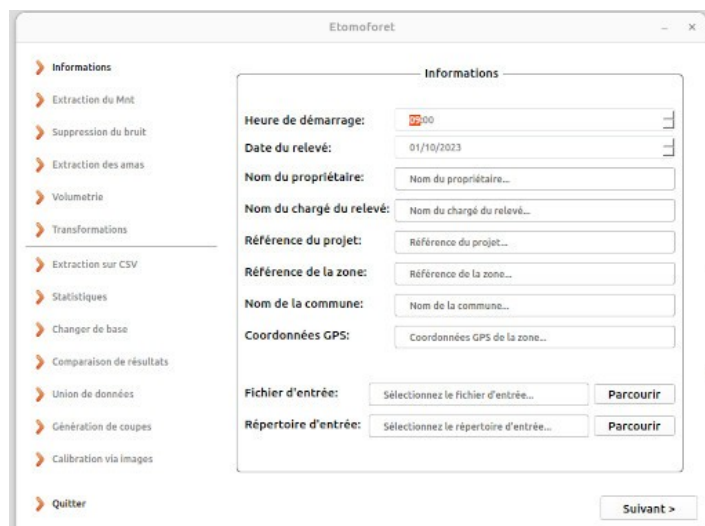 Etomoforet
Informations
Extraction du Mnt
Suppression du bruit
Extraction des amas
Volumetrie
Transformations
Extraction sur CSV
Statistiques
Changer de base
Comparaison de résultats
Union de données
Génération de coupes
Calibration via images
Quitter
Informations
Heure de démarrage: 09:00
Date du relevé: 01/10/2023
Nom du propriétaire: Nom du propriétaire...
Nom du chargé du relevé: Nom du chargé du relevé...
Référence du projet: Référence du projet...
Référence de la zone: Référence de la zone...
Nom de la commune: Nom de la commune...
Coordonnées GPS: Coordonnées GPS de la zone...
Fichier d'entrée: Sélectionnez le fichier d'entrée... Parcourir
Répertoire d'entrée: Sélectionnez le répertoire d'entrée... Parcourir
Suivant >